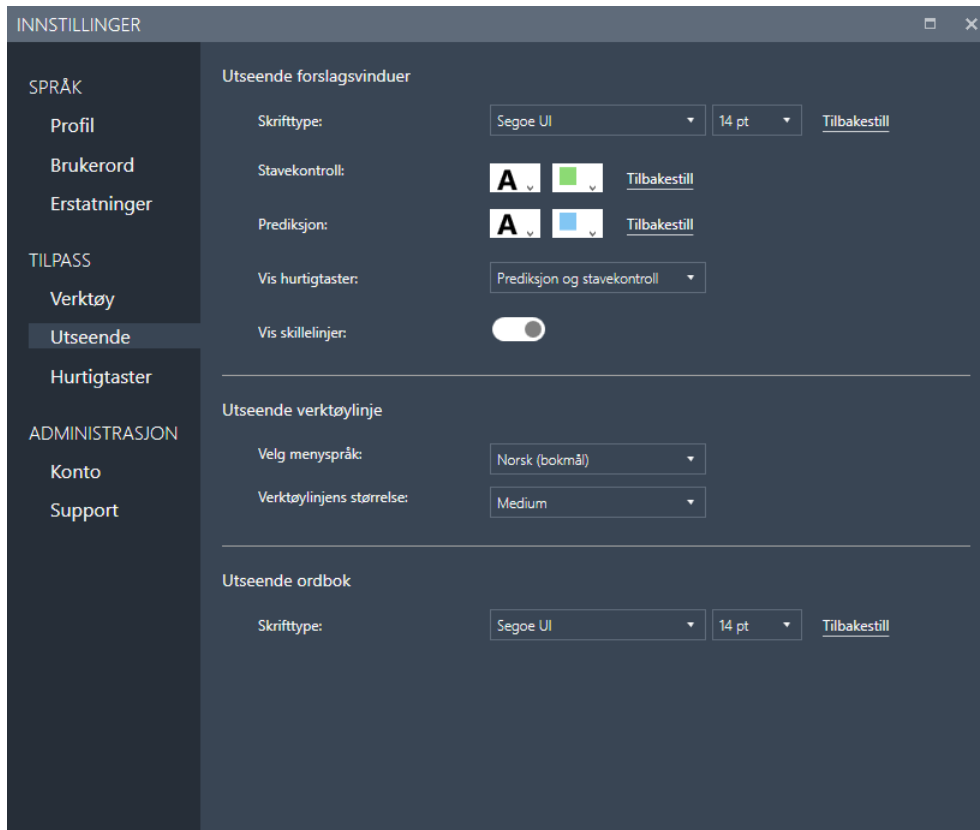 INNSTILLINGER
SPRÅK
Profil
Brukerord
Erstatninger
TILPASS
Verktøy
Utseende
Hurtigtaster
ADMINISTRASJON
Konto
Support
Utseende forslagsvinduer
Skrifttype: Segoe UI 14 pt Tilbakestill
Stavekontroll: A Tilbakestill
Prediksjon: A Tilbakestill
Vis hurtigtaster: Prediksjon og stavekontroll
Vis skillelinjer:
Utseende verktøylinje
Velg menyspråk: Norsk (bokmål)
Verktøylinjens størrelse: Medium
Utseende ordbok
Skrifttype: Segoe UI 14 pt Tilbakestill